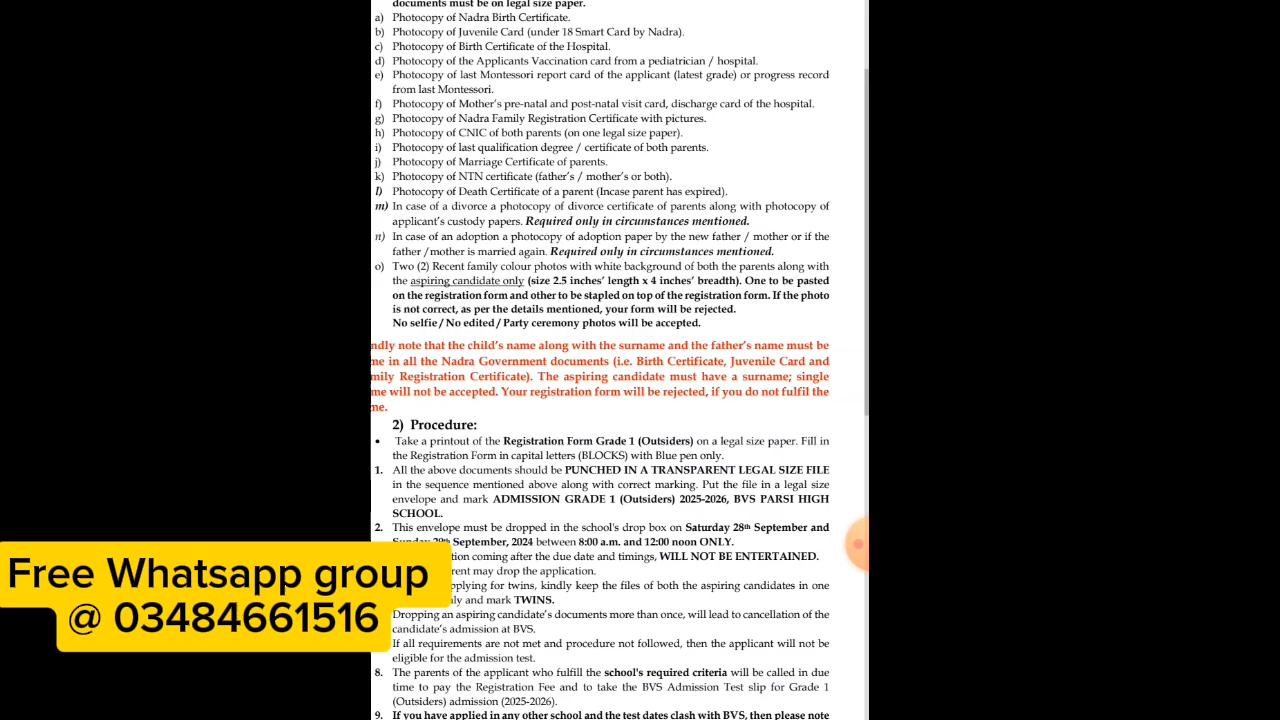 documents must be on legal size paper.
a) Photocopy of Nadra Birth Certificate.
b) Photocopy of Juvenile Card (under 18 Smart Card by Nadra).
c) Photocopy of Birth Certificate of the Hospital.
d) Photocopy of the Applicants Vaccination card from a pediatrician / hospital.
e) Photocopy of last Montessori report card of the applicant (latest grade) or progress record
from last Montessori.
f) Photocopy of Mother's pre-natal and post-natal visit card, discharge card of the hospital.
g) Photocopy of Nadra Family Registration Certificate with pictures.
h) Photocopy of CNIC of both parents (on one legal size paper).
i) Photocopy of last qualification degree / certificate of both parents.
j) Photocopy of Marriage Certificate of parents.
k) Photocopy of NTN certificate (father's / mother's or both).
l) Photocopy of Death Certificate of a parent (Incase parent has expired).
m) In case of a divorce a photocopy of divorce certificate of parents along with photocopy of
applicant's custody papers. Required only in circumstances mentioned.
n) In case of an adoption a photocopy of adoption paper by the new father / mother or if the
father /mother is married again. Required only in circumstances mentioned.
o) Two (2) Recent family colour photos with white background of both the parents along with
the aspiring candidate only (size 2.5 inches' length x 4 inches' breadth). One to be pasted
on the registration form and other to be stapled on top of the registration form. If the photo
is not correct, as per the details mentioned, your form will be rejected.
No selfie / No edited / Party ceremony photos will be accepted.
ndly note that the child's name along with the surname and the father's name must be
me in all the Nadra Government documents (i.e. Birth Certificate, Juvenile Card and
mily Registration Certificate). The aspiring candidate must have a surname; single
me will not be accepted. Your registration form will be rejected, if you do not fulfil the
me.
2) Procedure:
• Take a printout of the Registration Form Grade 1 (Outsiders) on a legal size paper. Fill in
the Registration Form in capital letters (BLOCKS) with Blue pen only.
1. All the above documents should be PUNCHED IN A TRANSPARENT LEGAL SIZE FILE
in the sequence mentioned above along with correct marking. Put the file in a legal size
envelope and mark ADMISSION GRADE 1 (Outsiders) 2025-2026, BVS PARSI HIGH
SCHOOL.
2. This envelope must be dropped in the school's drop box on Saturday 28th September and
Sunday 29th September, 2024 between 8:00 a.m. and 12:00 noon ONLY.
tion coming after the due date and timings, WILL NOT BE ENTERTAINED.
rent may drop the application.
pplying for twins, kindly keep the files of both the aspiring candidates in one
ly and mark TWINS.
Dropping an aspiring candidate's documents more than once, will lead to cancellation of the
candidate's admission at BVS.
If all requirements are not met and procedure not followed, then the applicant will not be
eligible for the admission test.
8. The parents of the applicant who fulfill the school's required criteria will be called in due
time to pay the Registration Fee and to take the BVS Admission Test slip for Grade 1
(Outsiders) admission (2025-2026).
9. If you have applied in any other school and the test dates clash with BVS, then please note
Free Whatsapp group
@ 03484661516